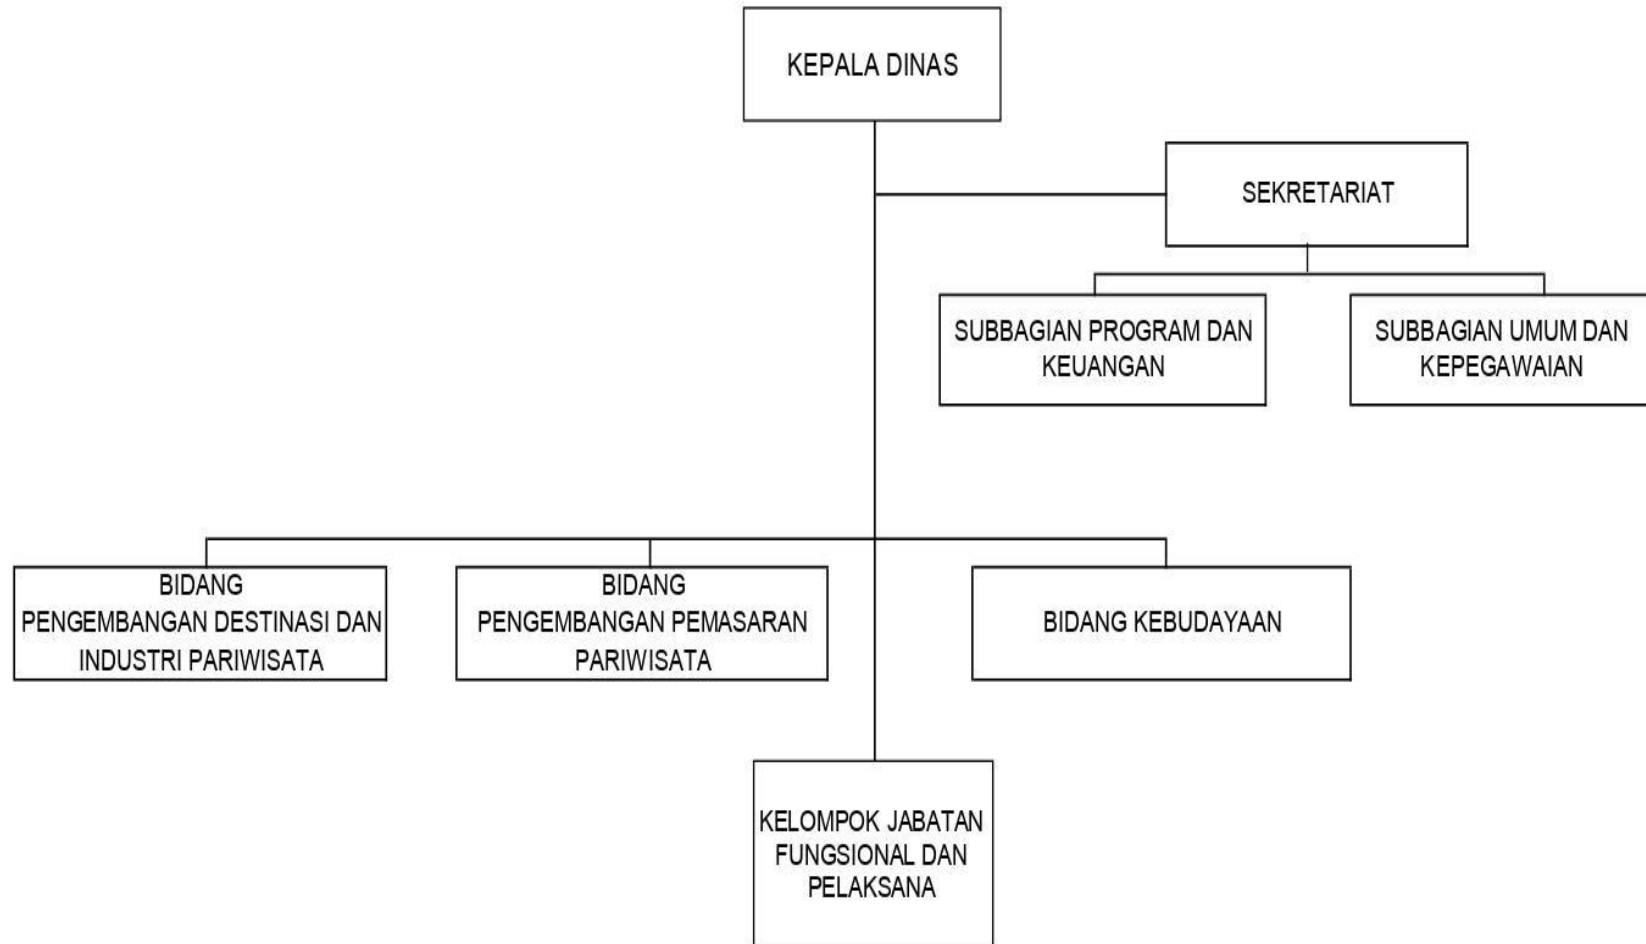 KEPALA DINAS
SEKRETARIAT
SUBBAGIAN PROGRAM DAN
KEUANGAN
SUBBAGIAN UMUM DAN
KEPEGAWAIAN
BIDANG
PENGEMBANGAN DESTINASI DAN
INDUSTRI PARIWISATA
BIDANG
PENGEMBANGAN PEMASARAN
PARIWISATA
BIDANG KEBUDAYAAN
KELOMPOK JABATAN
FUNGSIONAL DAN
PELAKSANA